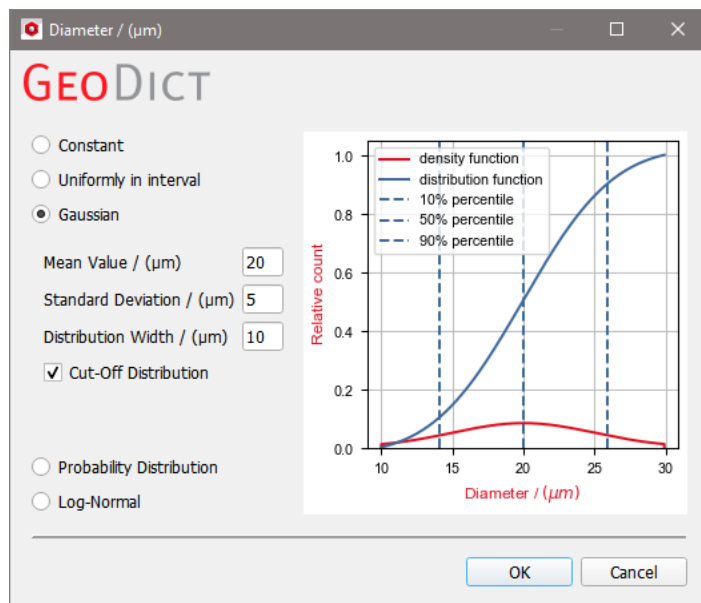 Diameter / (µm)
GEODICT
Constant
Uniformly in interval
Gaussian
Mean Value / (µm) 20
Standard Deviation / (µm) 5
Distribution Width / (µm) 10
Cut-Off Distribution
Probability Distribution
Log-Normal
density function
distribution function
10% percentile
50% percentile
90% percentile
Relative count
1.0
0.8
0.6
0.4
0.2
0.0
10 15 20 25 30
Diameter / (µm)
OK Cancel